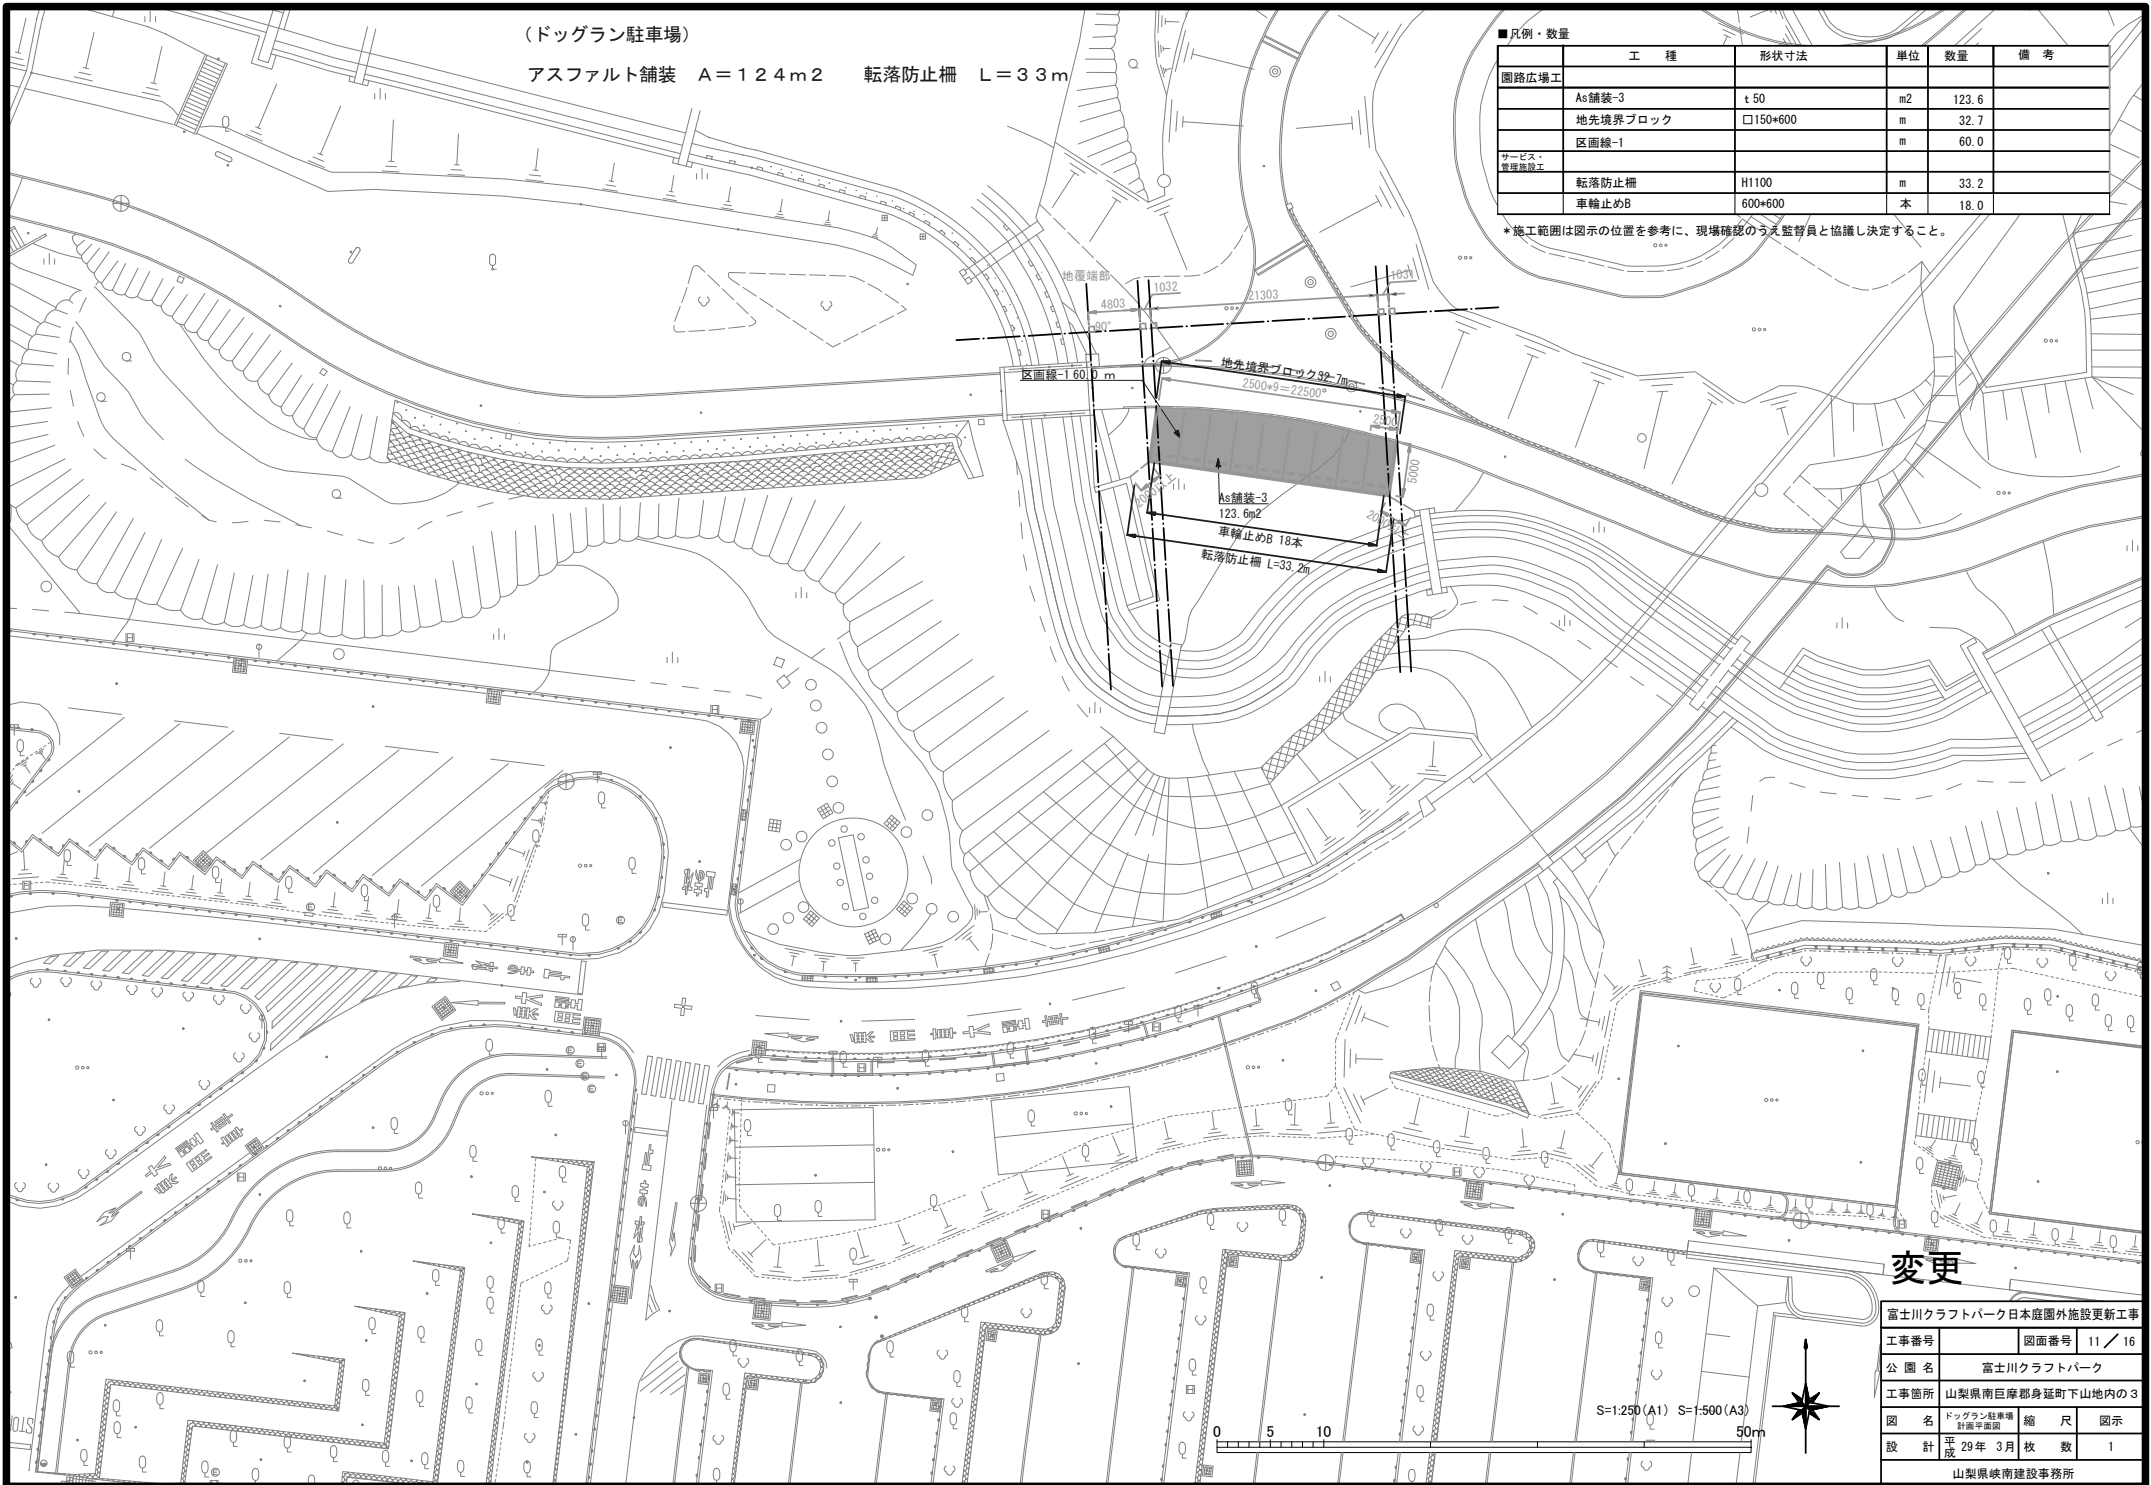 (ドッグラン駐車場)
アスファルト舗装 A＝124m2 転落防止柵 L＝33m
■凡例・数量
工 種 形状寸法 単位 数量 備 考
園路広場工
As舗装-3 t 50 m2 123.6
地先境界ブロック □150*600 m 32.7
区画線-1 m 60.0
サービス・
管理施設工
転落防止柵 H1100 m 33.2
車輪止めB 600*600 本 18.0
*施工範囲は図示の位置を参考に、現場確認のうえ監督員と協議し決定すること。
地覆端部
4803 1032 21303 1031
90°
地先境界ブロック32.7m
区画線-1 60.0 m
2500*9＝22500
2500
5000
2000以上
As舗装-3
123.6m2
車輪止めB 18本
転落防止柵 L=33.2m
変更
富士川クラフトパーク日本庭園外施設更新工事
工事番号 図面番号 11／16
公園名 富士川クラフトパーク
工事箇所 山梨県南巨摩郡身延町下山地内の3
図 名 ドッグラン駐車場
計画平面図 縮 尺 図示
設 計 平成 29年 3月 枚 数 1
山梨県峡南建設事務所
S=1:250(A1) S=1:500(A3)
0 5 10 50m